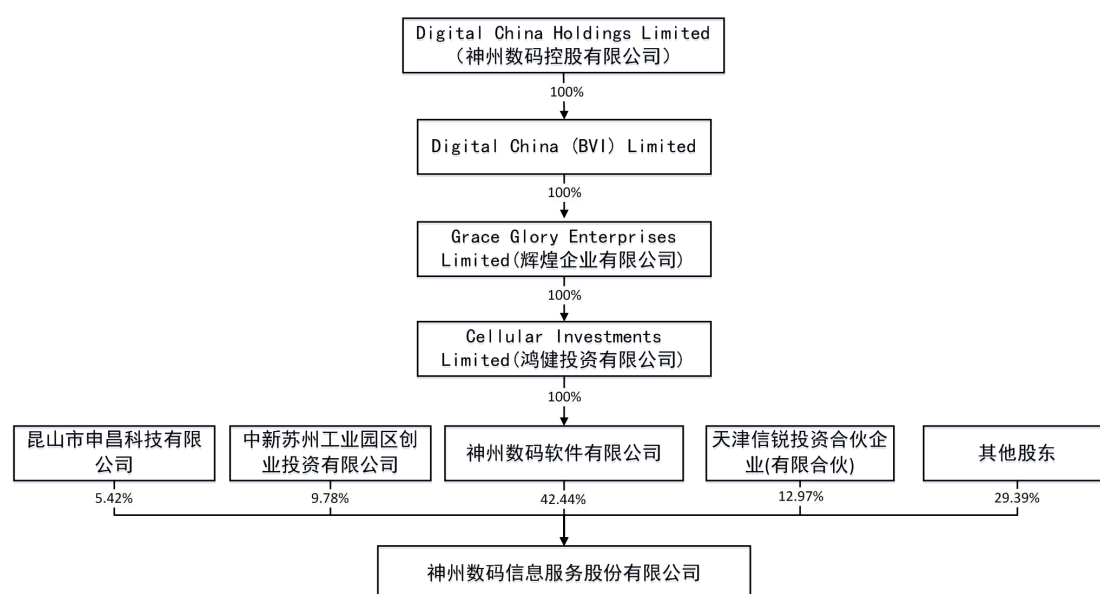 Digital China Holdings Limited
（神州数码控股有限公司）
100%
Digital China (BVI) Limited
100%
Grace Glory Enterprises
Limited(辉煌企业有限公司)
100%
Cellular Investments
Limited(鸿健投资有限公司)
100%
昆山市申昌科技有限
公司
中新苏州工业园区创
业投资有限公司
神州数码软件有限公司
天津信锐投资合伙企
业(有限合伙)
其他股东
5.42%
9.78%
42.44%
12.97%
29.39%
神州数码信息服务股份有限公司